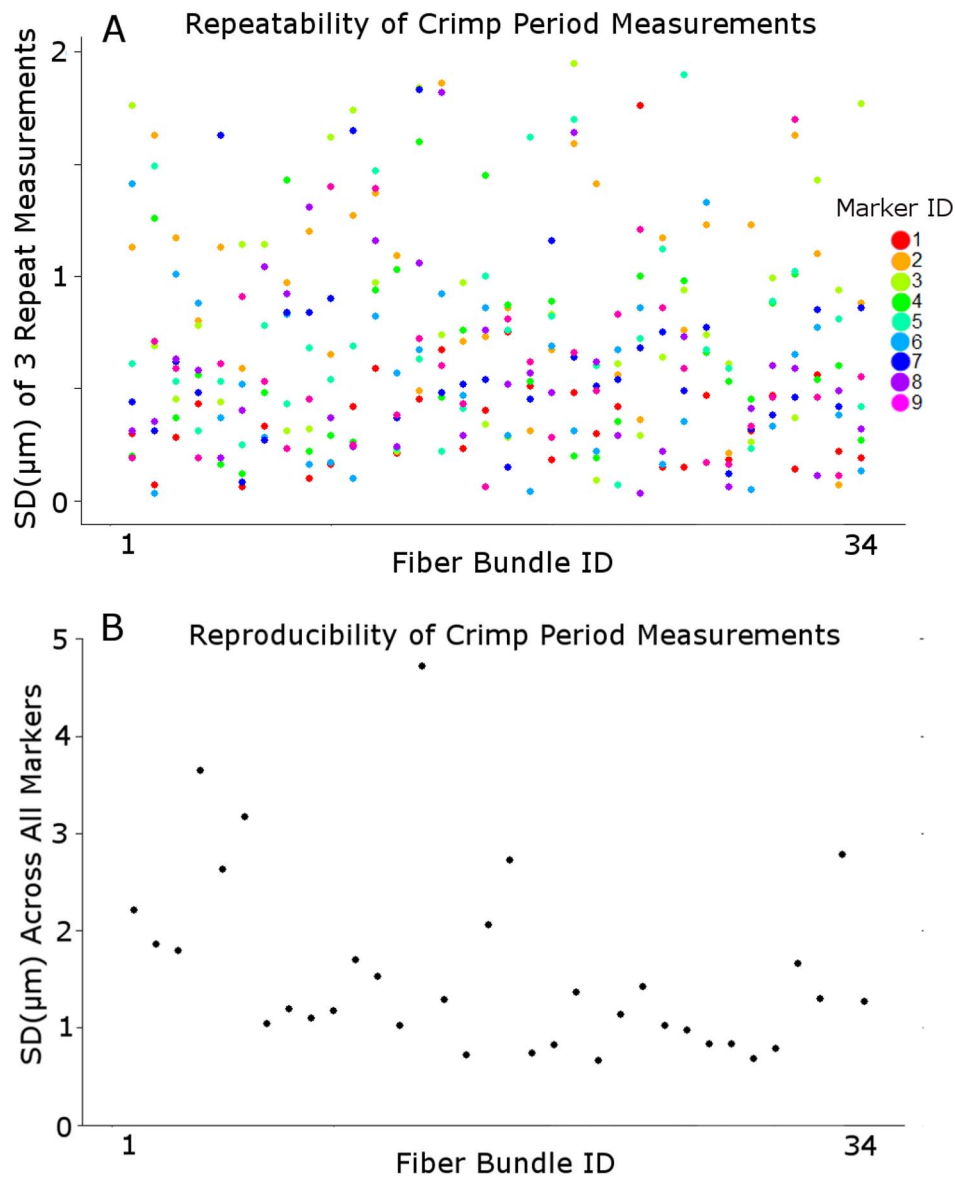 A
Repeatability of Crimp Period Measurements
SD(µm) of 3 Repeat Measurements
2
1
0
1
34
Fiber Bundle ID
Marker ID
1
2
3
4
5
6
7
8
9
B
Reproducibility of Crimp Period Measurements
SD(µm) Across All Markers
5
4
3
2
1
0
1
34
Fiber Bundle ID